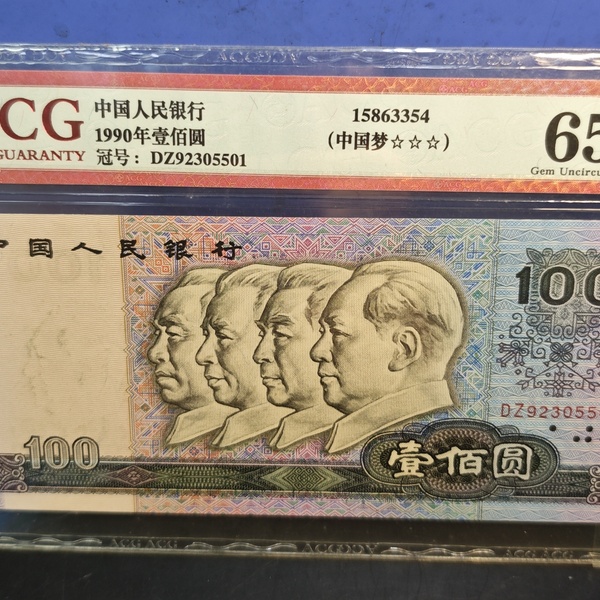 CG
GUARANTY
中国人民银行
1990年壹佰圆
冠号: DZ92305501
15863354
(中国梦☆☆☆)
65
Gem Uncircu
中国人民银行
100
DZ923055
100
壹佰圆